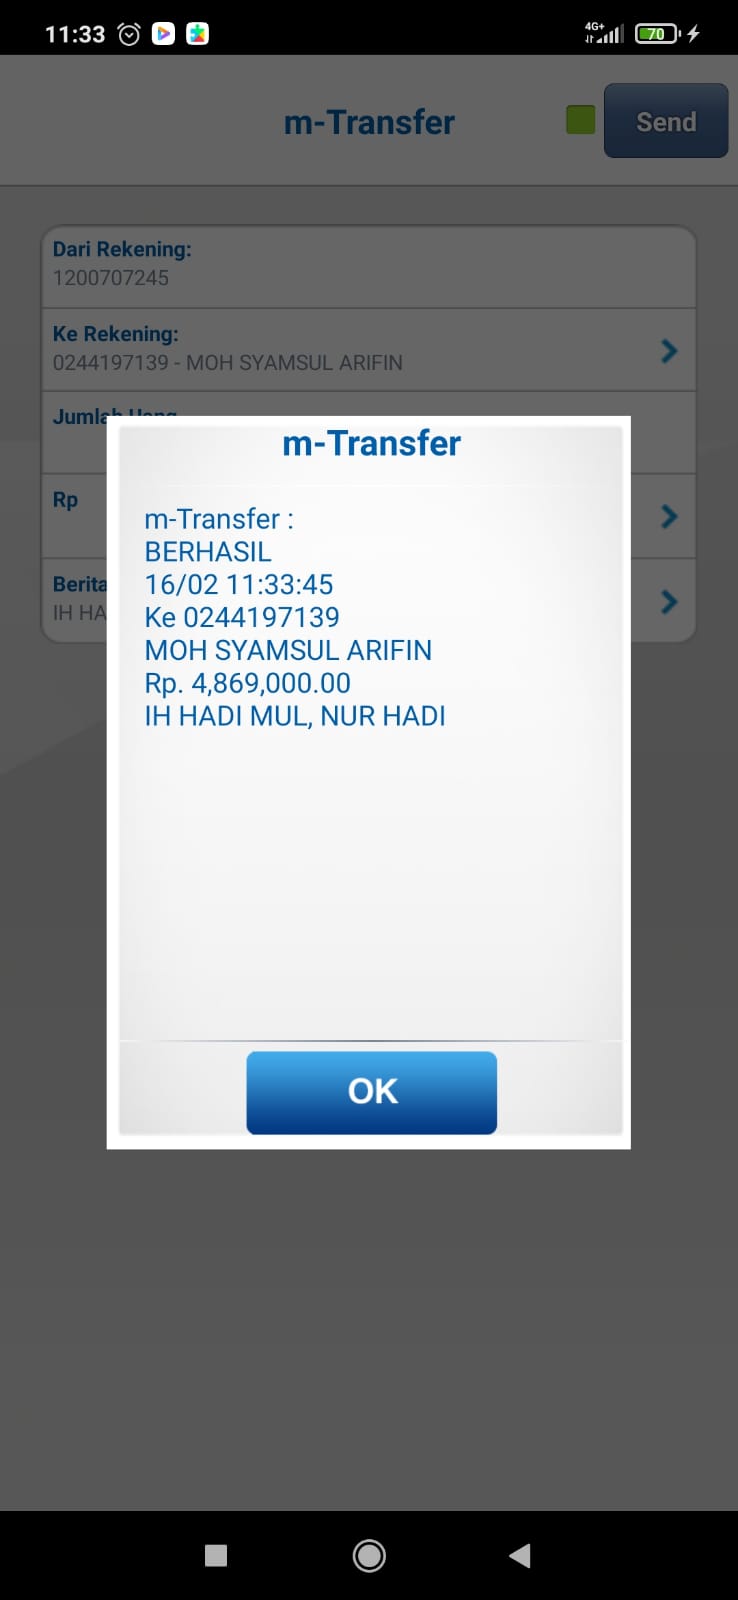 11:33
4G+
70
m-Transfer
Send
Dari Rekening:
1200707245
Ke Rekening:
0244197139 - MOH SYAMSUL ARIFIN
Jumlah Uang
Rp
Berita
IH HA
m-Transfer
m-Transfer :
BERHASIL
16/02 11:33:45
Ke 0244197139
MOH SYAMSUL ARIFIN
Rp. 4,869,000.00
IH HADI MUL, NUR HADI
OK